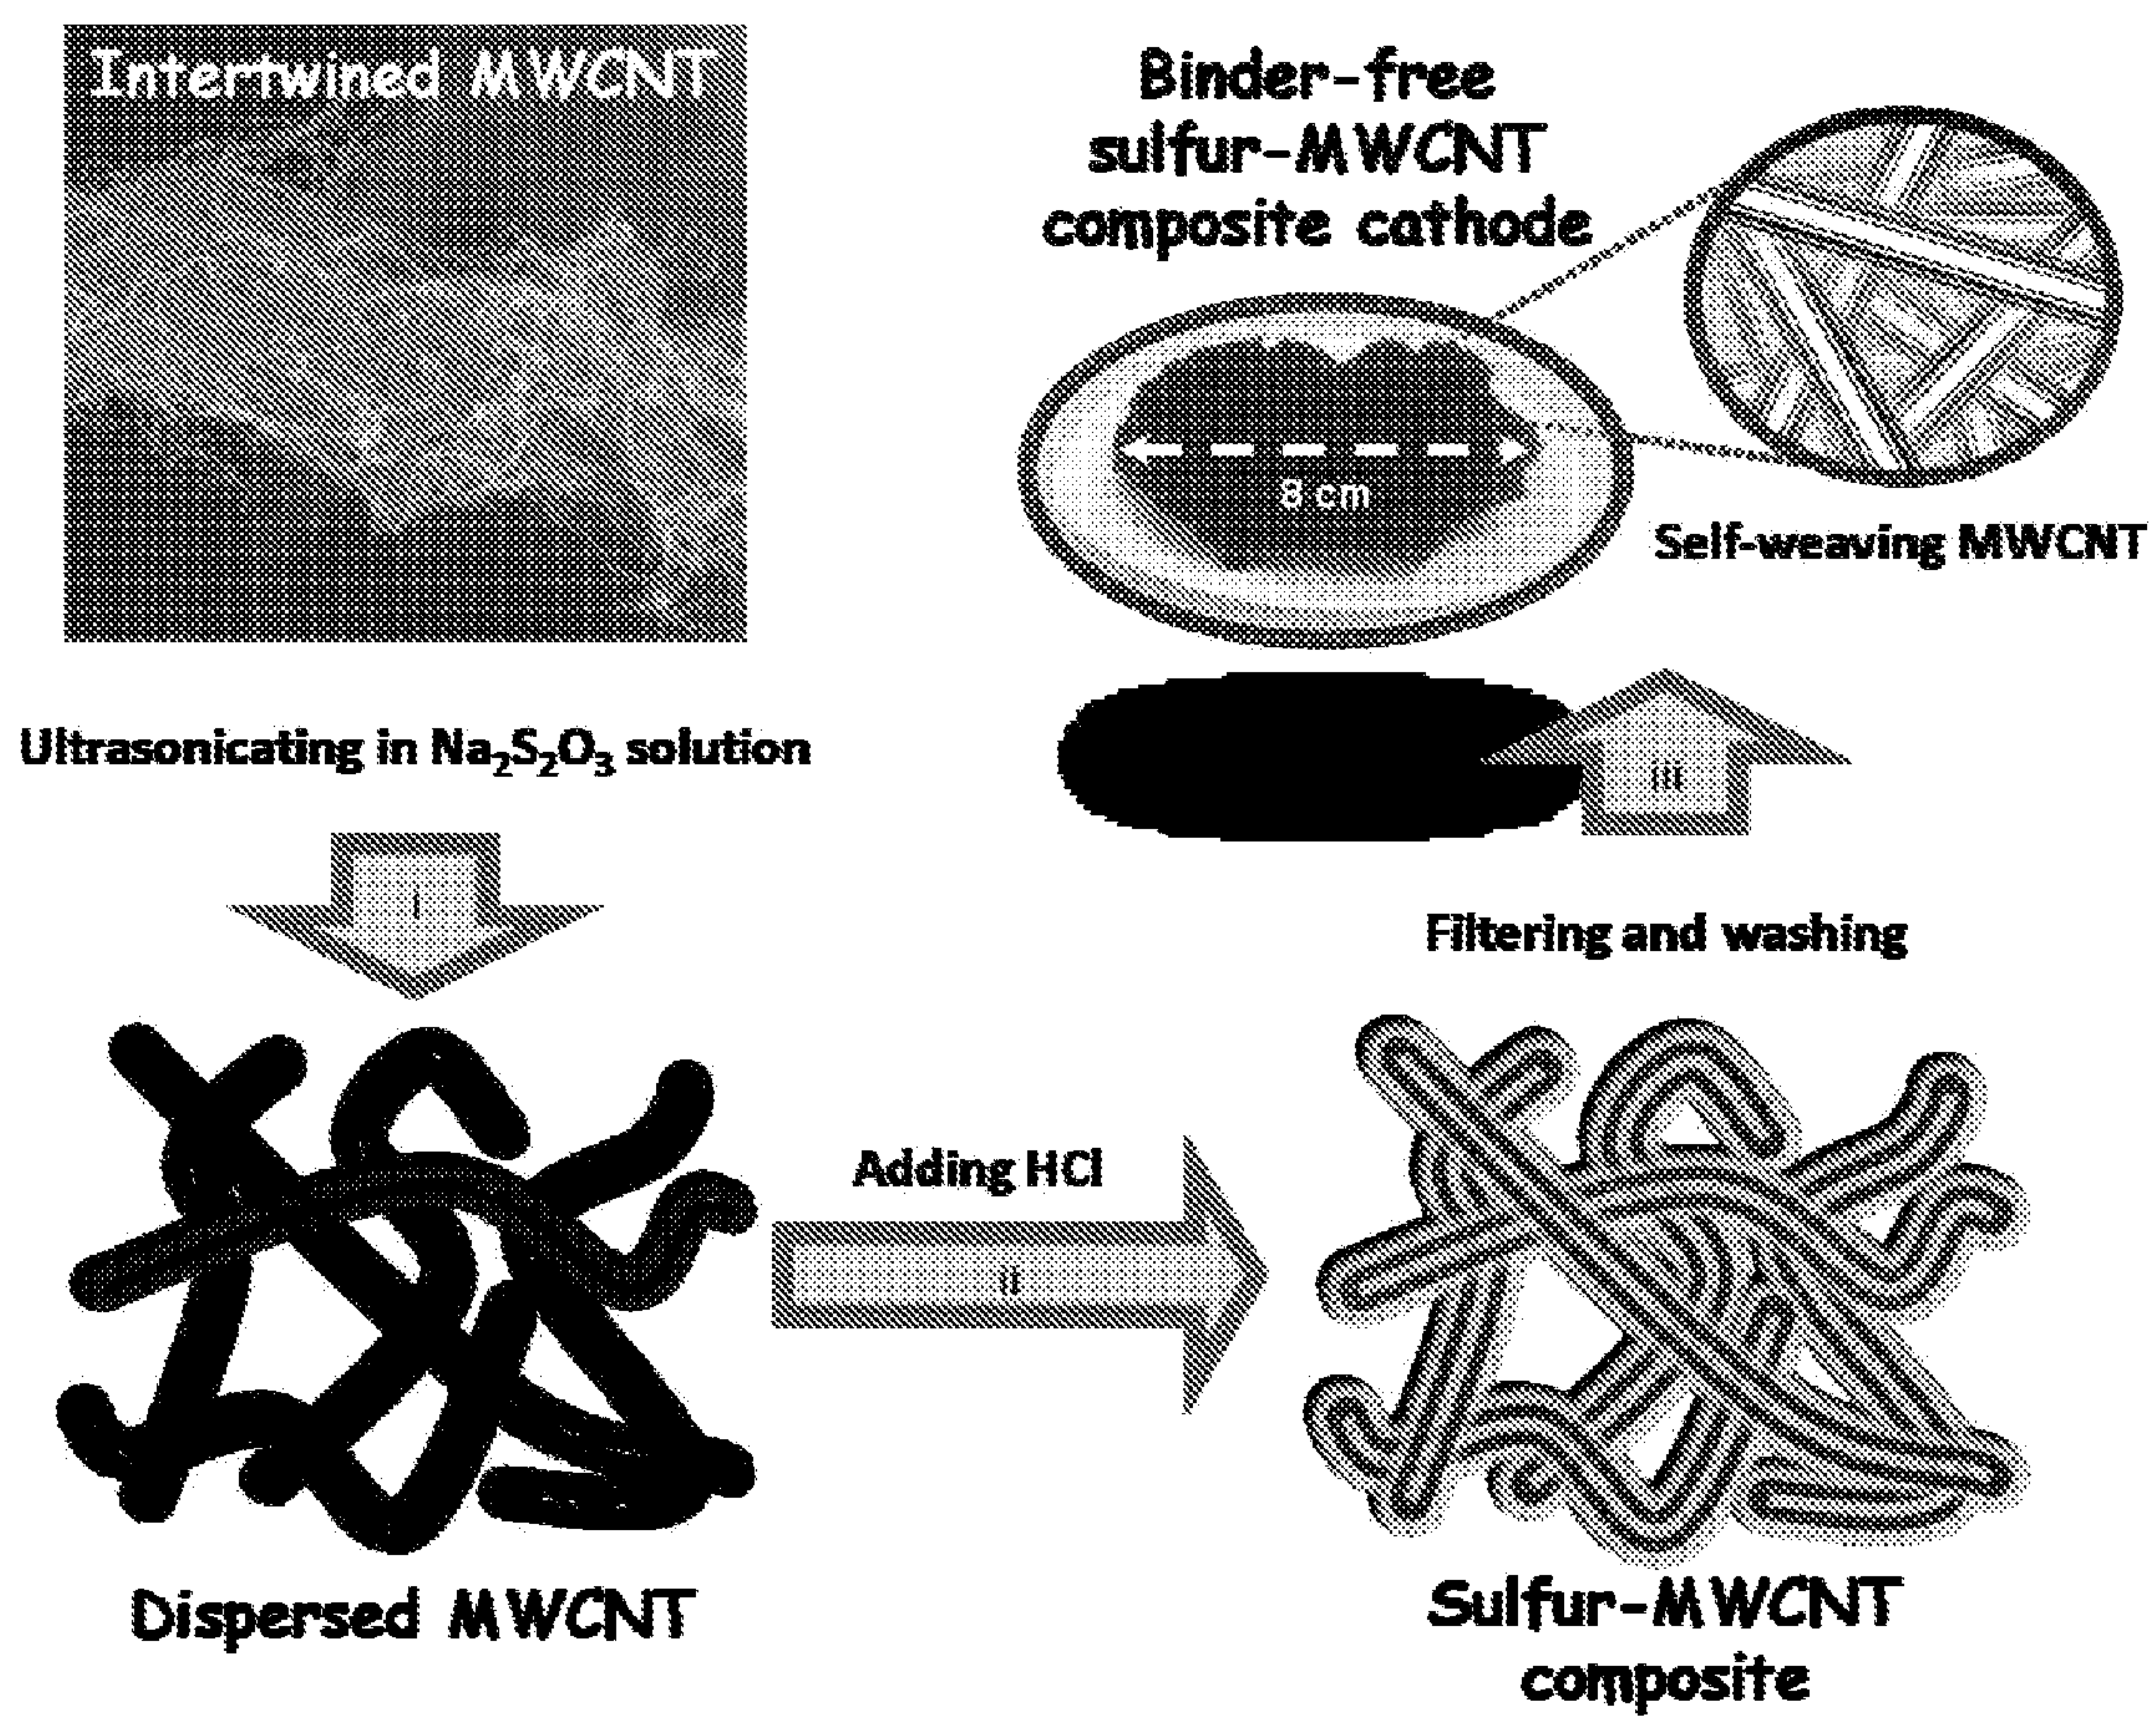 Intertwined MWCNT
Ultrasonicating in Na₂S₂O₃ solution
i
Dispersed MWCNT
Adding HCl
ii
Sulfur-MWCNT
composite
Filtering and washing
iii
Binder-free
sulfur-MWCNT
composite cathode
8 cm
Self-weaving MWCNT